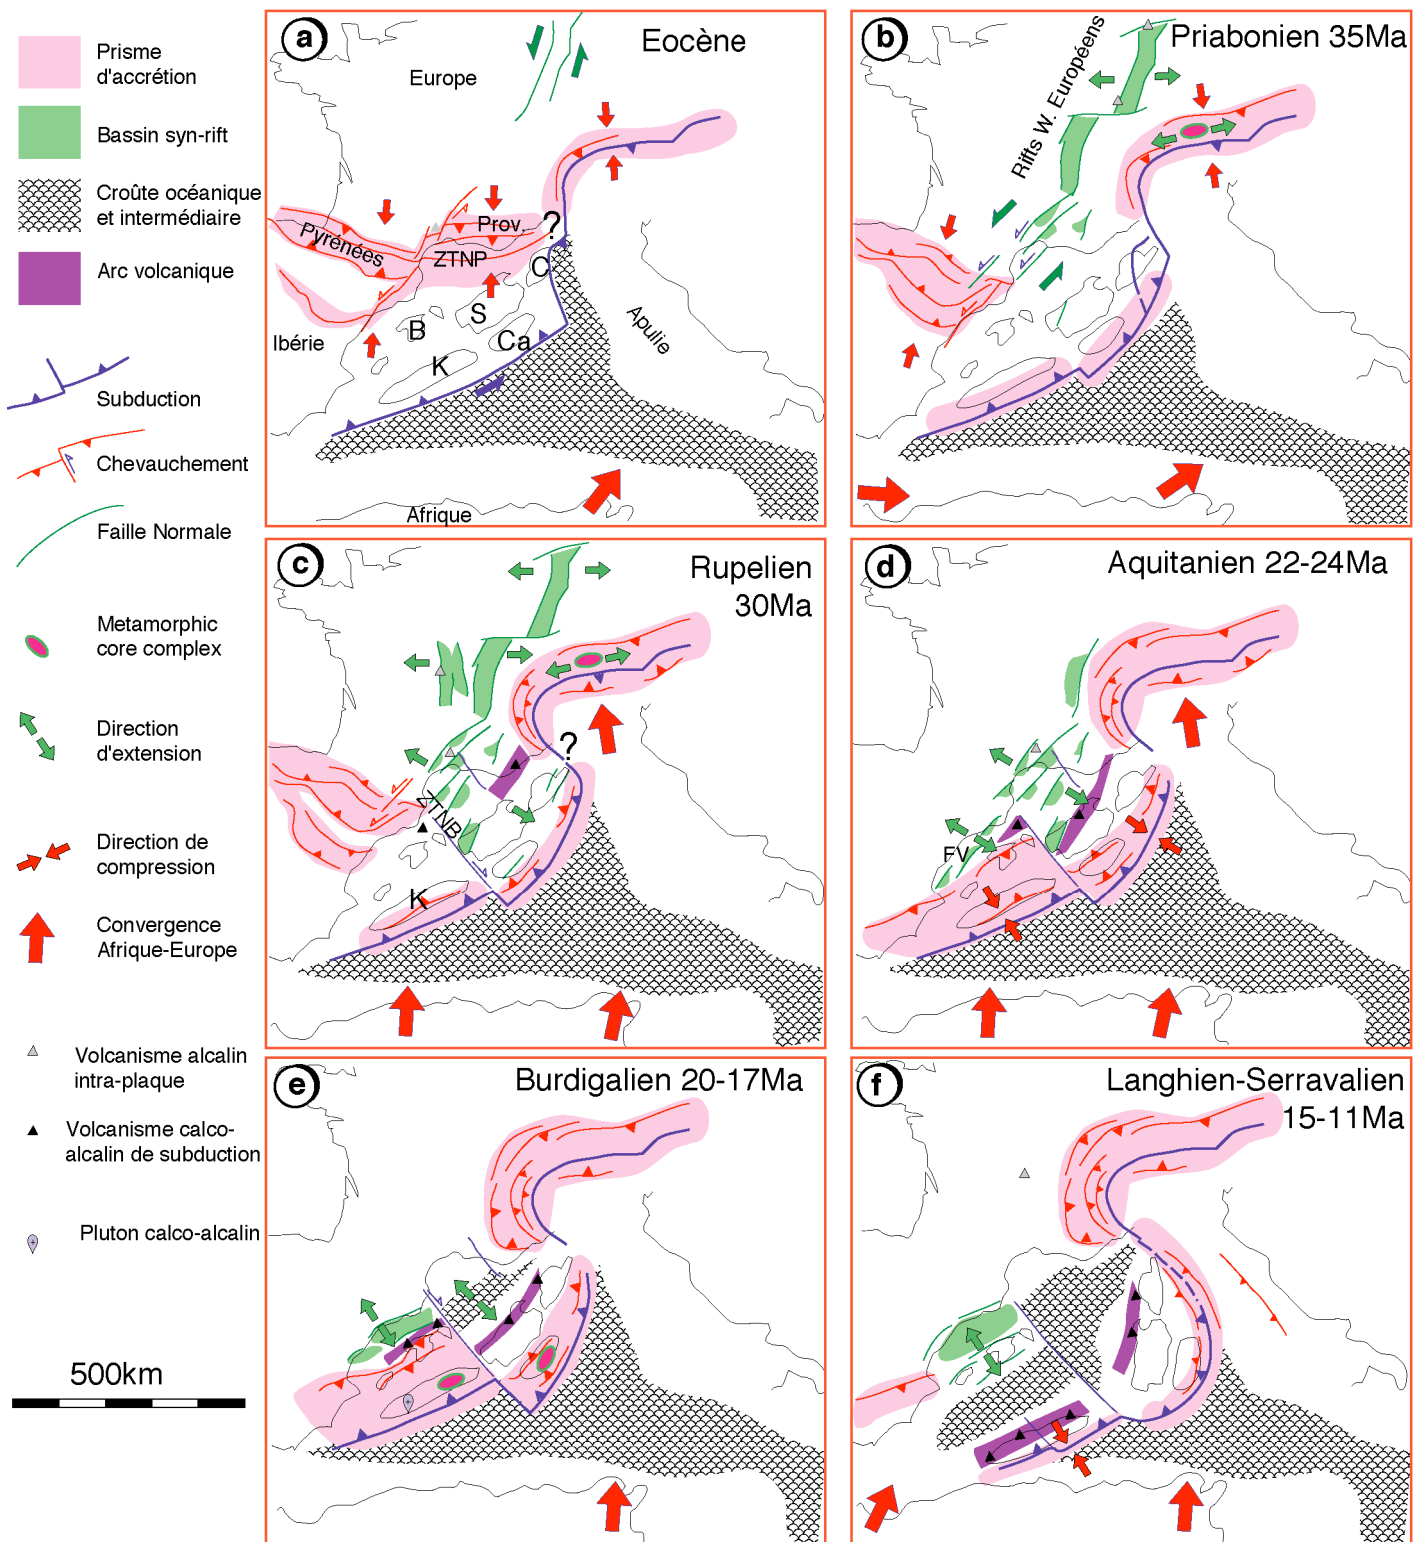 Prisme
d'accrétion
Bassin syn-rift
Croûte océanique
et intermédiaire
Arc volcanique
Subduction
Chevauchement
Faille Normale
Metamorphic
core complex
Direction
d'extension
Direction de
compression
Convergence
Afrique-Europe
Volcanisme alcalin
intra-plaque
Volcanisme calco-
alcalin de subduction
Pluton calco-alcalin
500km
a
Eocène
Europe
Pyrénées
Prov.
?
ZTNP
C
B
S
Ca
K
Ibérie
Apulie
Afrique
b
Priabonien 35Ma
Rifts W. Européens
c
Rupelien
30Ma
?
ZTNB
K
d
Aquitanien 22-24Ma
FV
e
Burdigalien 20-17Ma
f
Langhien-Serravalien
15-11Ma